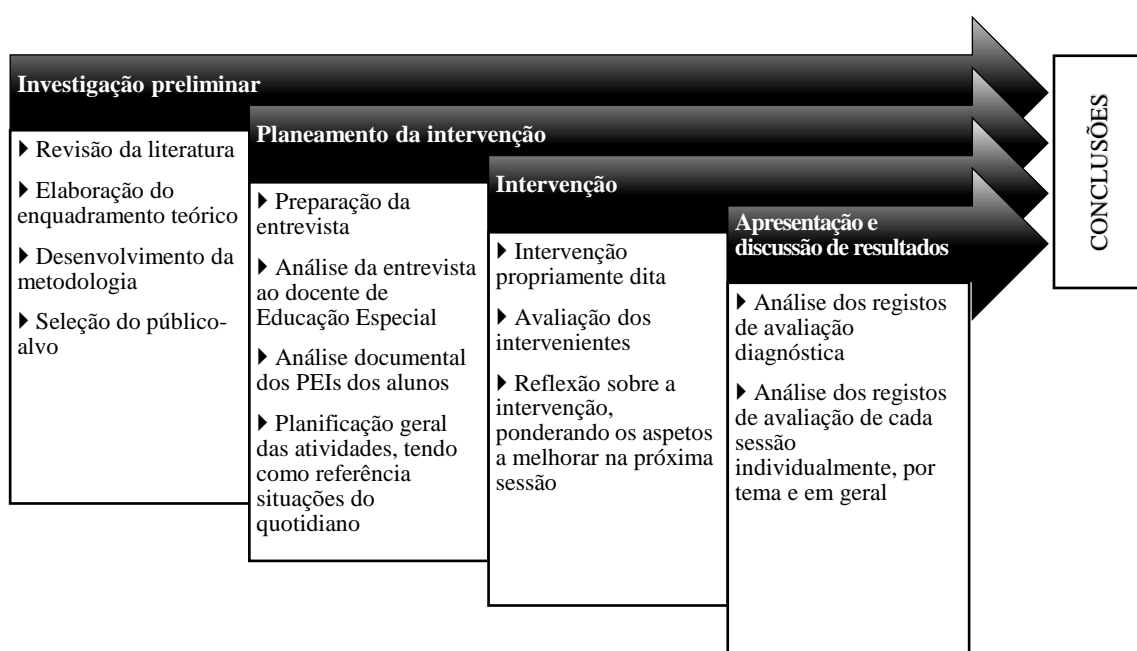 Investigação preliminar
▶ Revisão da literatura
▶ Elaboração do
enquadramento teórico
▶ Desenvolvimento da
metodologia
▶ Seleção do público-
alvo
Planeamento da intervenção
▶ Preparação da
entrevista
▶ Análise da entrevista
ao docente de
Educação Especial
▶ Análise documental
dos PEIs dos alunos
▶ Planificação geral
das atividades, tendo
como referência
situações do
quotidiano
Intervenção
▶ Intervenção
propriamente dita
▶ Avaliação dos
intervenientes
▶ Reflexão sobre a
intervenção,
ponderando os aspetos
a melhorar na próxima
sessão
Apresentação e
discussão de resultados
▶ Análise dos registos
de avaliação
diagnóstica
▶ Análise dos registos
de avaliação de cada
sessão
individualmente, por
tema e em geral
CONCLUSÕES